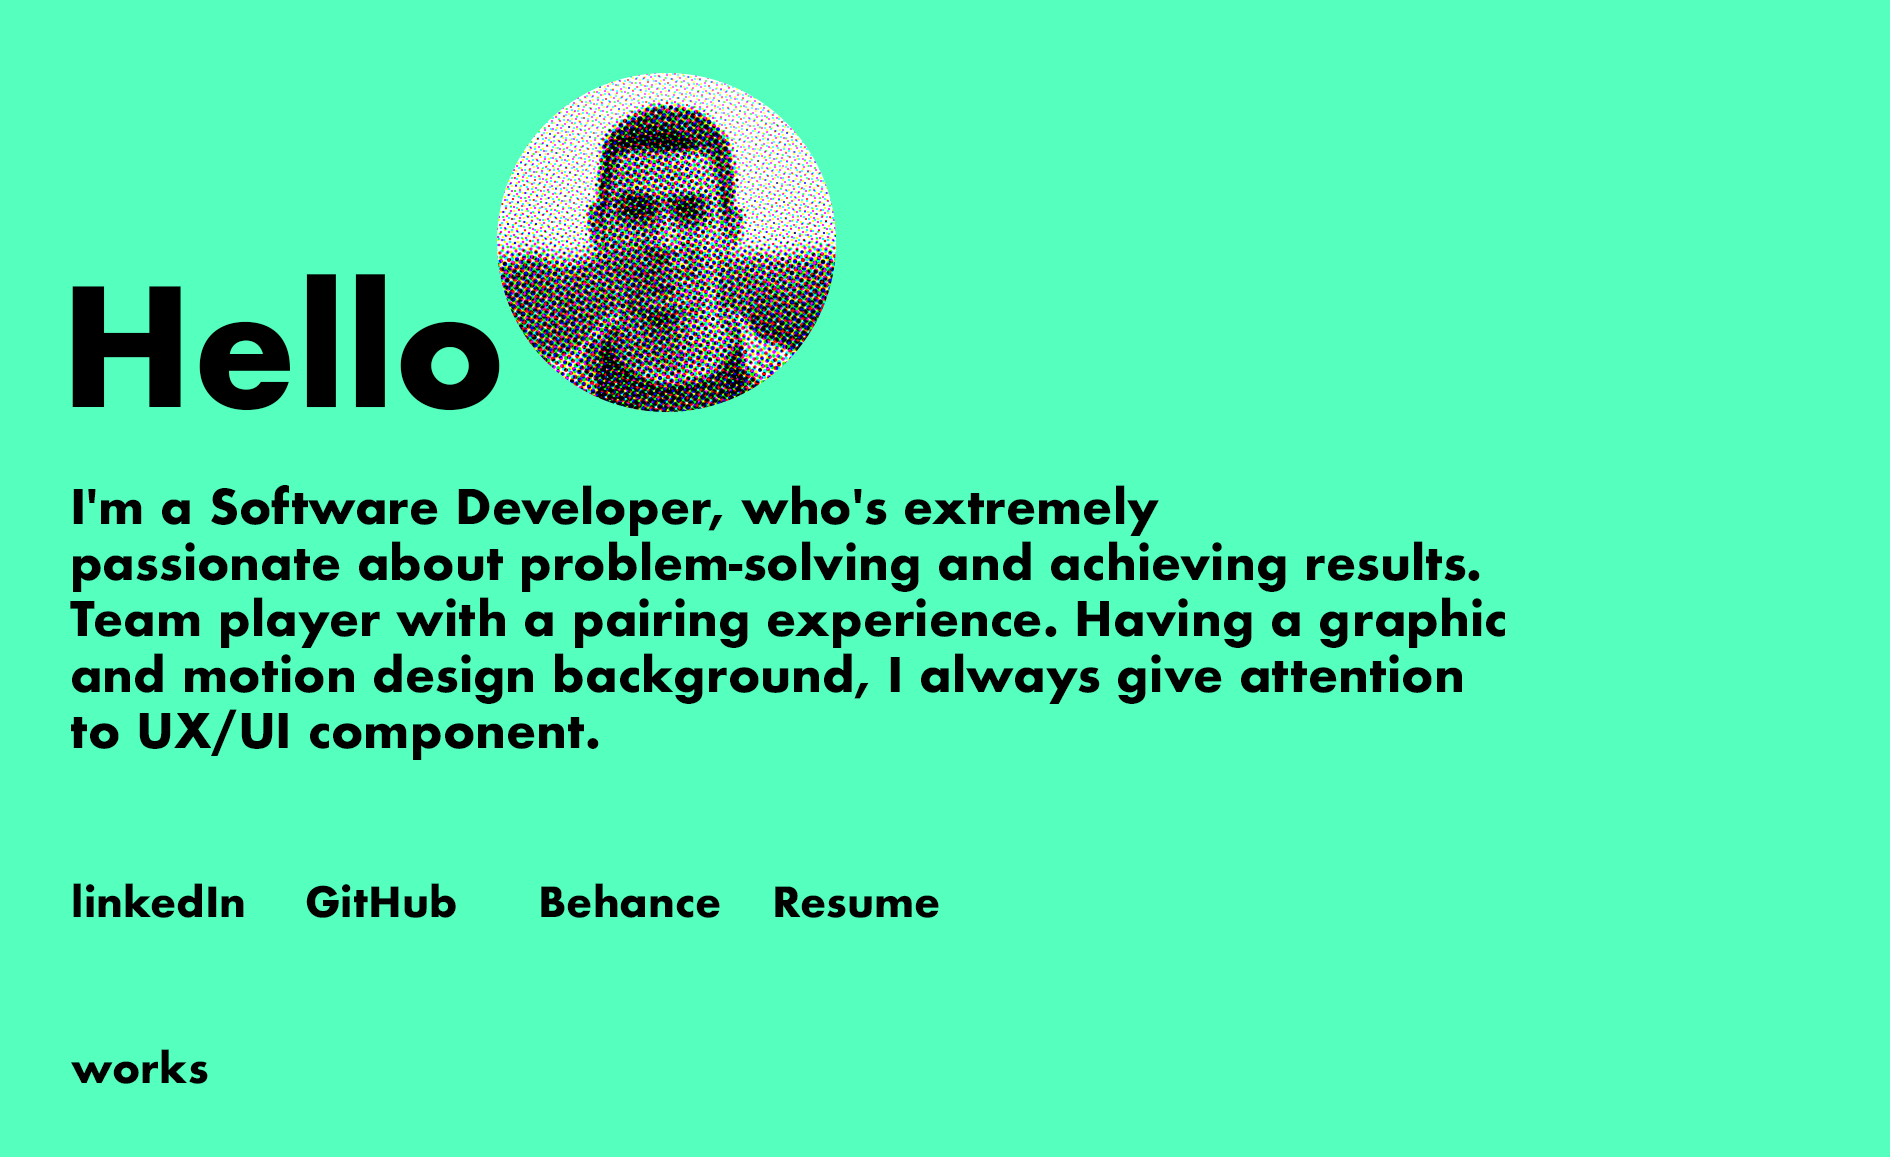 Hello
I'm a Software Developer, who's extremely
passionate about problem-solving and achieving results.
Team player with a pairing experience. Having a graphic
and motion design background, I always give attention
to UX/UI component.
linkedIn GitHub Behance Resume
works